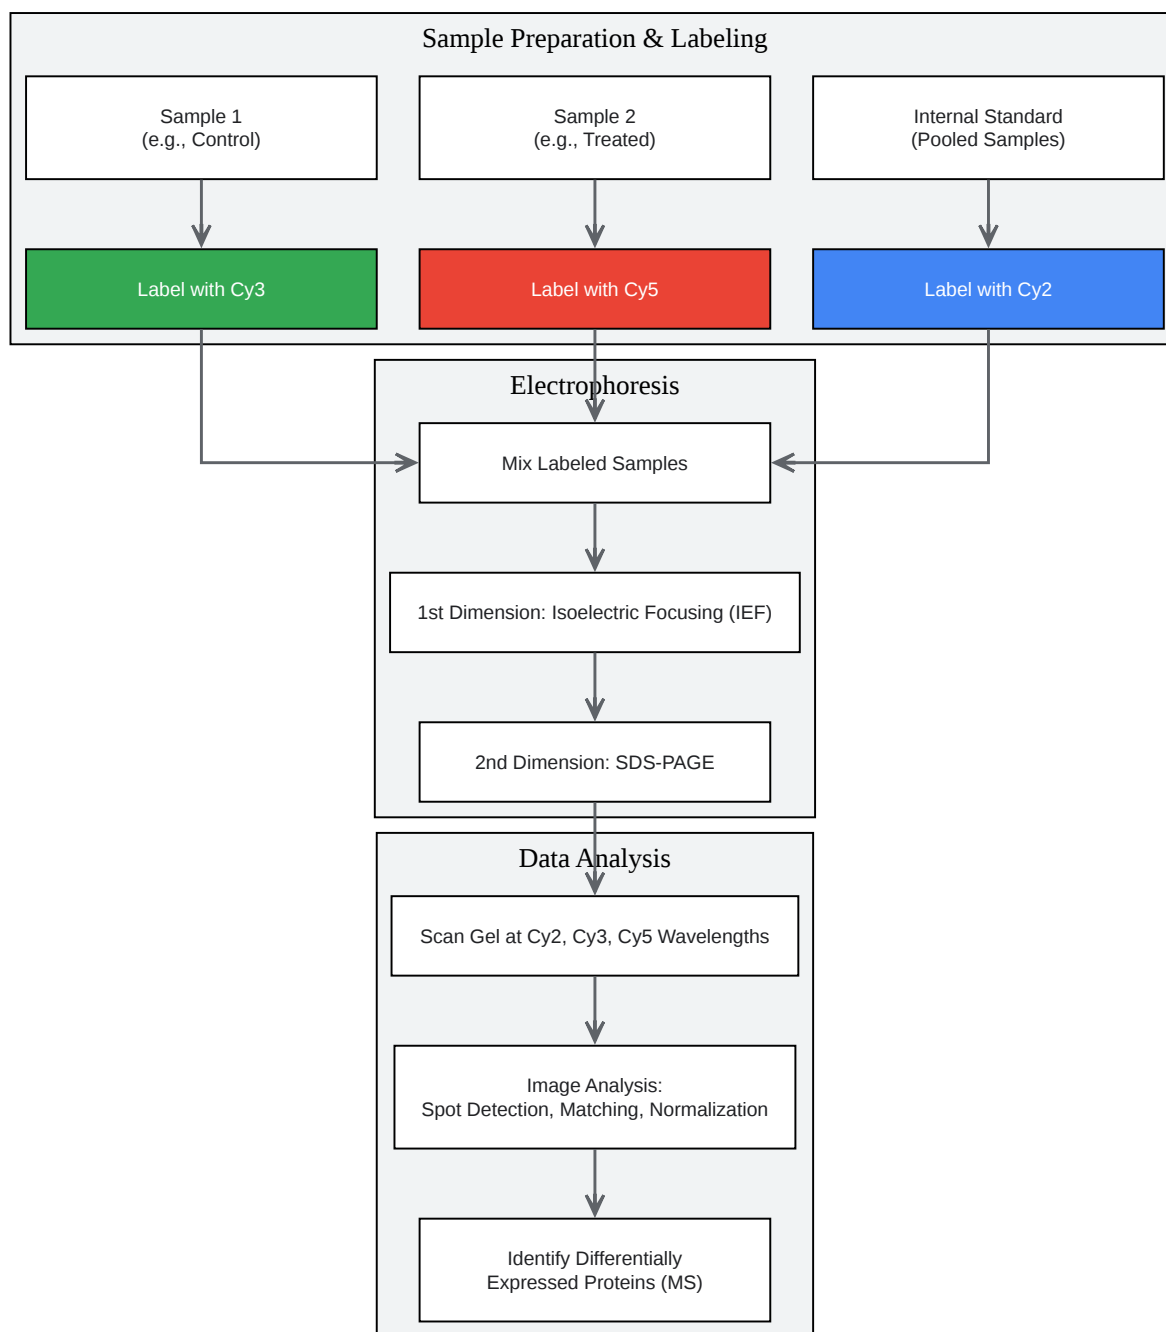 Sample Preparation & Labeling
Sample 1
(e.g., Control)
Sample 2
(e.g., Treated)
Internal Standard
(Pooled Samples)
Label with Cy3
Label with Cy5
Label with Cy2
Electrophoresis
Mix Labeled Samples
1st Dimension: Isoelectric Focusing (IEF)
2nd Dimension: SDS-PAGE
Data Analysis
Scan Gel at Cy2, Cy3, Cy5 Wavelengths
Image Analysis:
Spot Detection, Matching, Normalization
Identify Differentially
Expressed Proteins (MS)